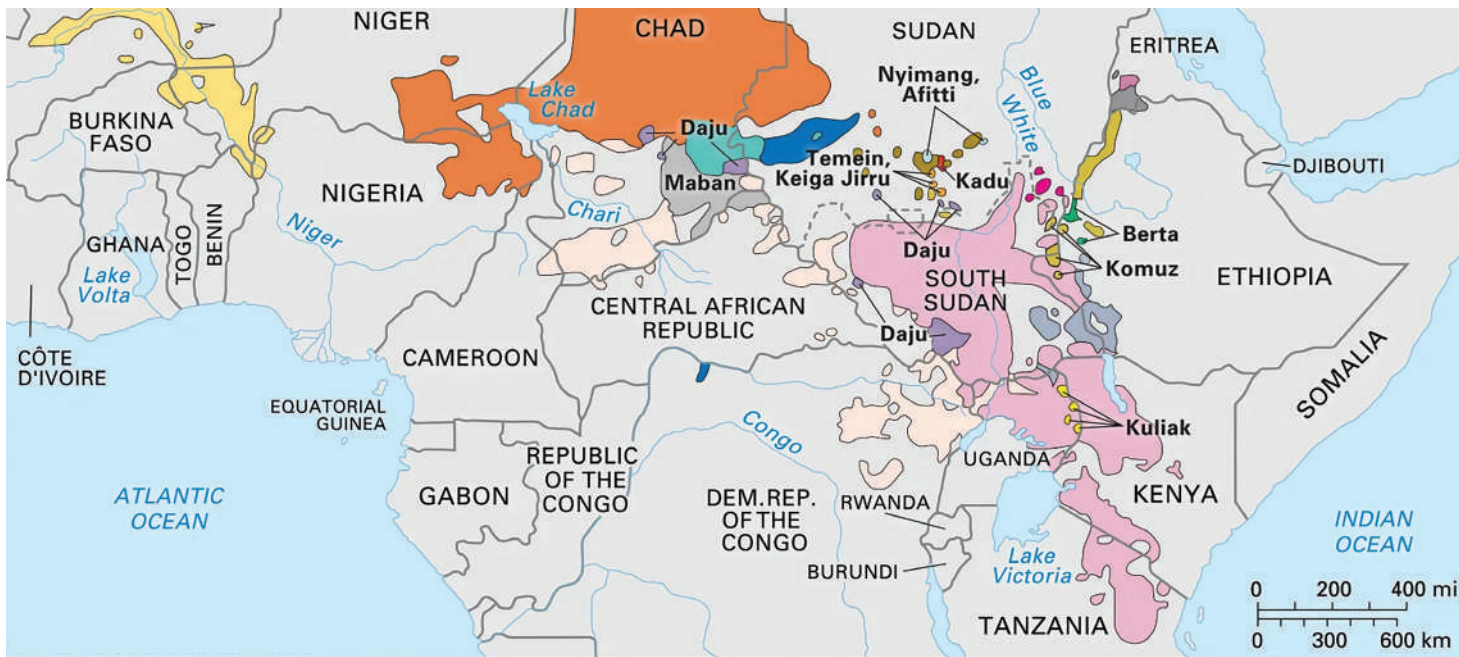 NIGER
CHAD
SUDAN
ERITREA
Lake
Chad
Nyimang,
Afitti
Blue
White
BURKINA
FASO
Daju
DJIBOUTI
Temein,
Keiga Jirru
Kadu
NIGERIA
Maban
Chari
Niger
GHANA
TOGO
BENIN
Lake
Volta
Daju
Berta
Komuz
ETHIOPIA
SOUTH
SUDAN
CENTRAL AFRICAN
REPUBLIC
Daju
CÔTE
D'IVOIRE
CAMEROON
SOMALIA
EQUATORIAL
GUINEA
Congo
Kuliak
UGANDA
REPUBLIC
OF THE
CONGO
GABON
KENYA
ATLANTIC
OCEAN
DEM.REP.
OF THE
CONGO
RWANDA
INDIAN
OCEAN
Lake
Victoria
BURUNDI
TANZANIA
0 200 400 mi
0 300 600 km